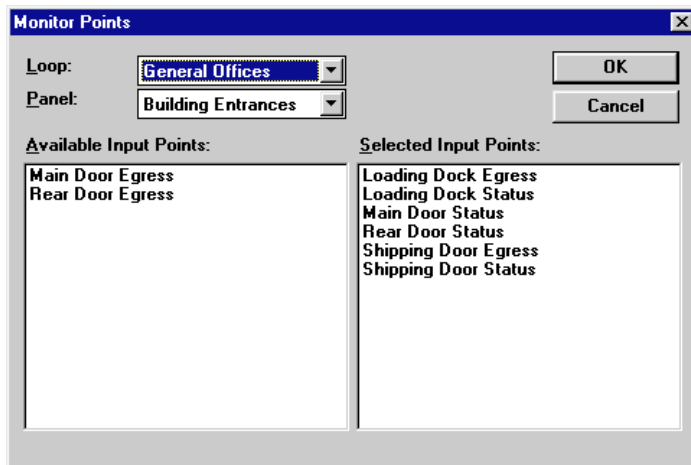 Monitor Points
Loop:
General Offices
OK
Panel:
Building Entrances
Cancel
Available Input Points:
Selected Input Points:
Main Door Egress
Rear Door Egress
Loading Dock Egress
Loading Dock Status
Main Door Status
Rear Door Status
Shipping Door Egress
Shipping Door Status